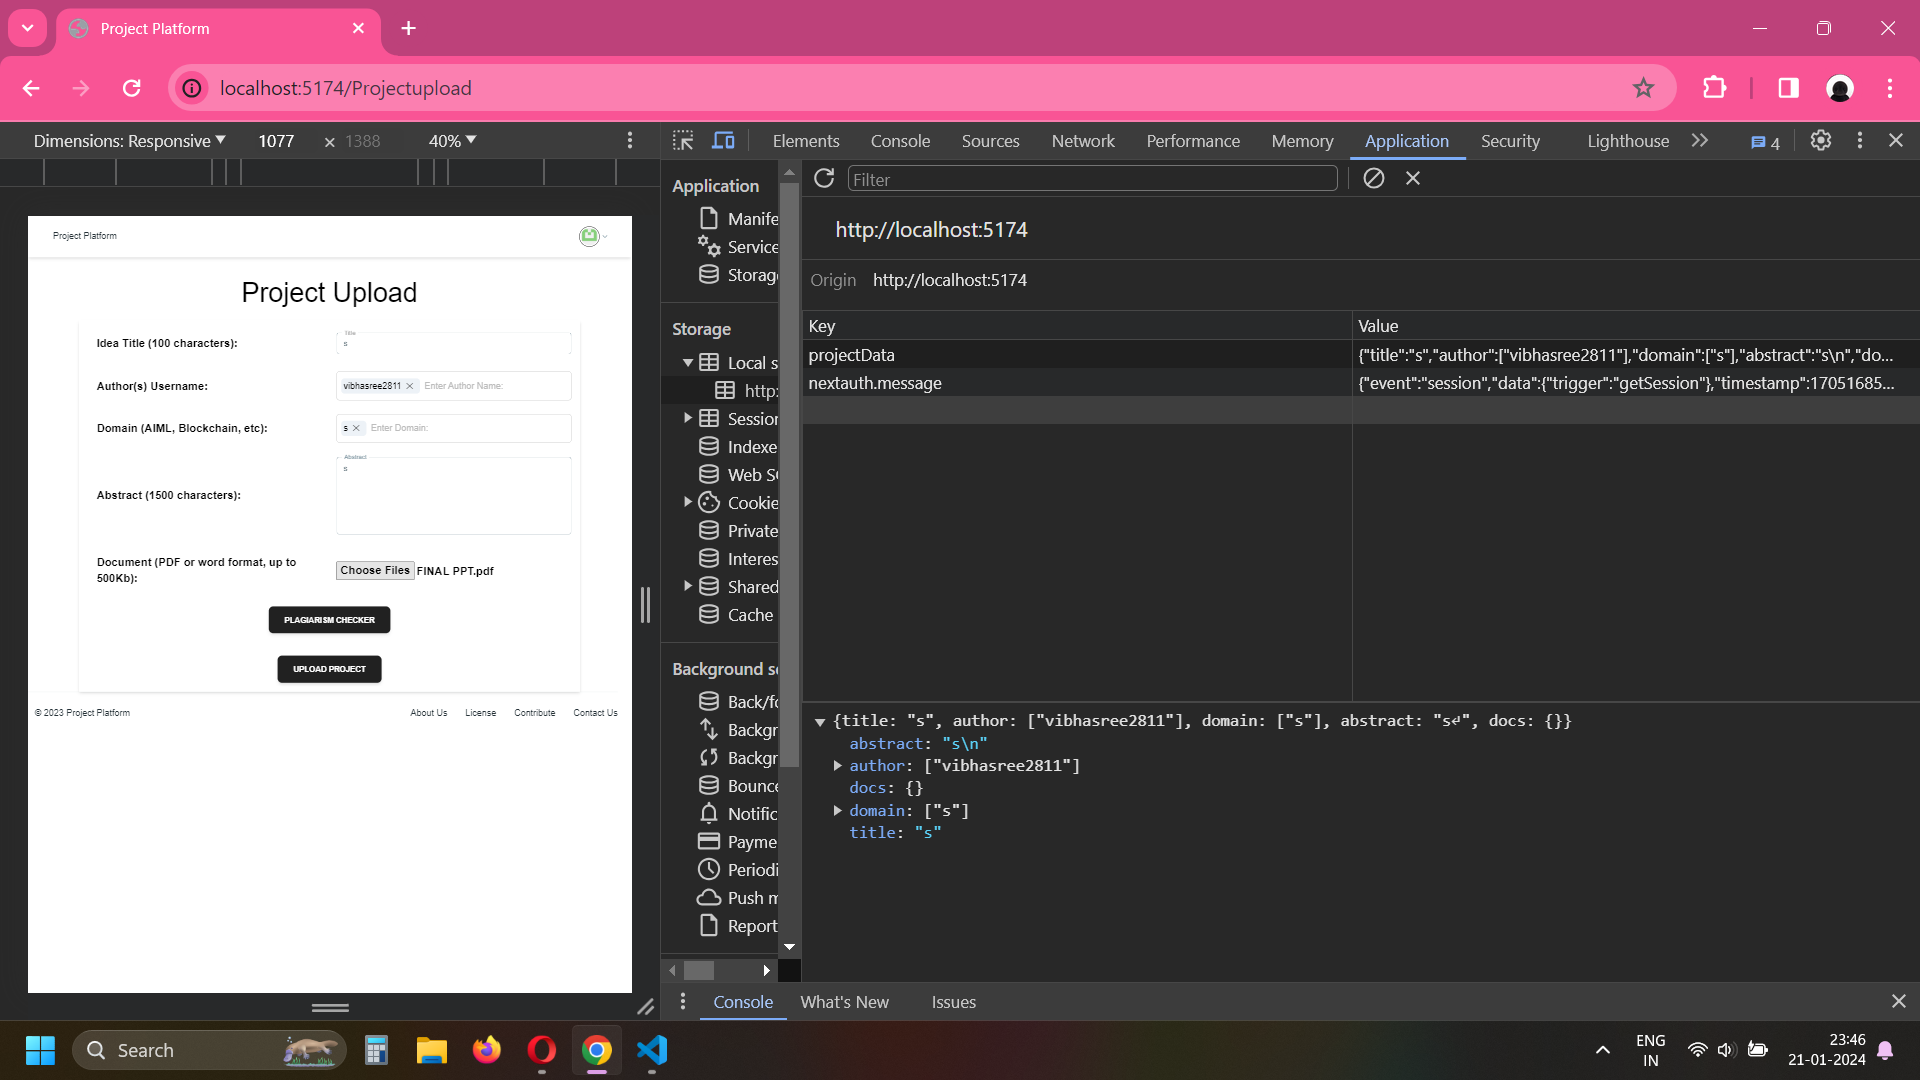 Project Platform
localhost:5174/Projectupload
Dimensions: Responsive 1077 × 1388 40%
Elements Console Sources Network Performance Memory Application Security Lighthouse 4
Project Platform
Project Upload
Idea Title (100 characters):
Title
s
Author(s) Username:
vibhasree2811 Enter Author Name:
Domain (AIML, Blockchain, etc):
s Enter Domain:
Abstract (1500 characters):
Abstract
s
Document (PDF or word format, up to
500Kb):
Choose Files FINAL PPT.pdf
PLAGIARISM CHECKER
UPLOAD PROJECT
© 2023 Project Platform About Us License Contribute Contact Us
Application
Manife
Service
Storag
Storage
Local s
http:
Session
Indexe
Web S
Cookie
Private
Interes
Shared
Cache
Background se
Back/fo
Backgr
Backgr
Bounce
Notific
Payme
Periodi
Push m
Report
Filter
http://localhost:5174
Origin http://localhost:5174
Key Value
projectData {"title":"s","author":["vibhasree2811"],"domain":["s"],"abstract":"s\n","do...
nextauth.message {"event":"session","data":{"trigger":"getSession"},"timestamp":17051685...
{title: "s", author: ["vibhasree2811"], domain: ["s"], abstract: "s↵", docs: {}}
abstract: "s\n"
author: ["vibhasree2811"]
docs: {}
domain: ["s"]
title: "s"
Console What's New Issues
Search
ENG
IN
23:46
21-01-2024